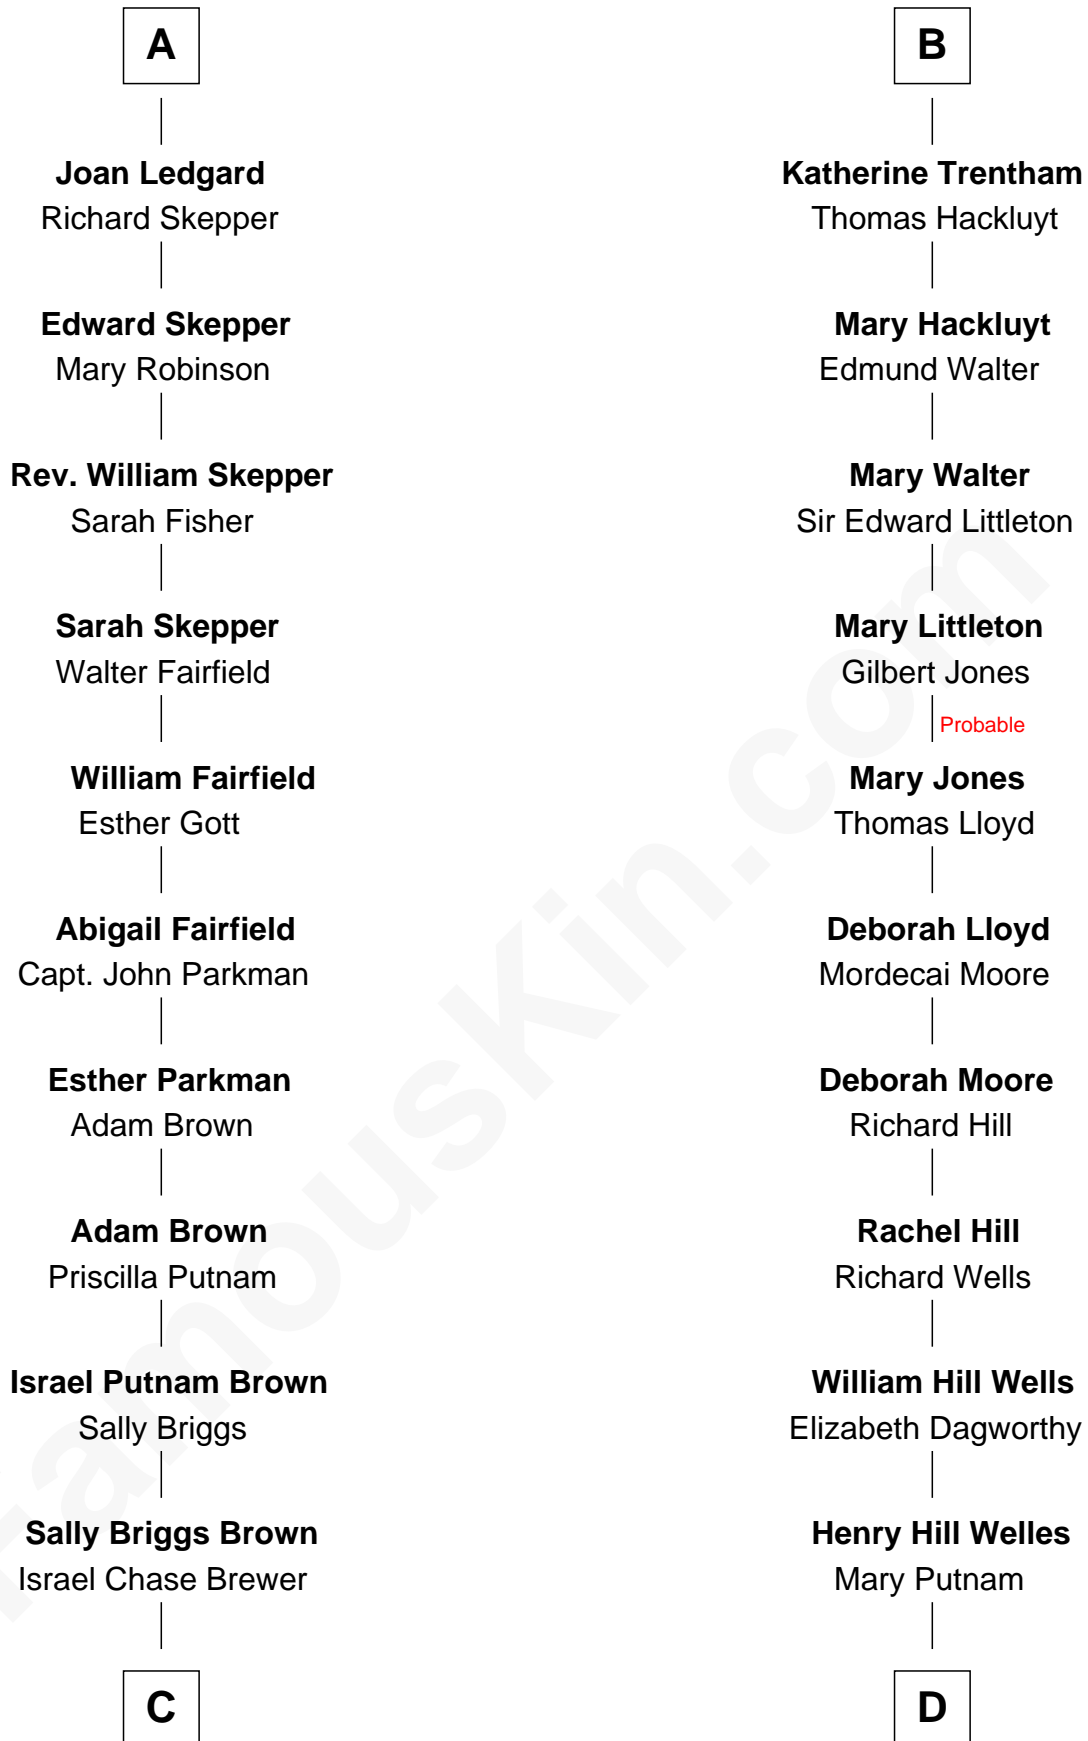 A
Joan Ledgard
Richard Skepper
Edward Skepper
Mary Robinson
Rev. William Skepper
Sarah Fisher
Sarah Skepper
Walter Fairfield
William Fairfield
Esther Gott
Abigail Fairfield
Capt. John Parkman
Esther Parkman
Adam Brown
Adam Brown
Priscilla Putnam
Israel Putnam Brown
Sally Briggs
Sally Briggs Brown
Israel Chase Brewer
C
B
Katherine Trentham
Thomas Hackluyt
Mary Hackluyt
Edmund Walter
Mary Walter
Sir Edward Littleton
Mary Littleton
Gilbert Jones
Probable
Mary Jones
Thomas Lloyd
Deborah Lloyd
Mordecai Moore
Deborah Moore
Richard Hill
Rachel Hill
Richard Wells
William Hill Wells
Elizabeth Dagworthy
Henry Hill Welles
Mary Putnam
D
FamousKin.com